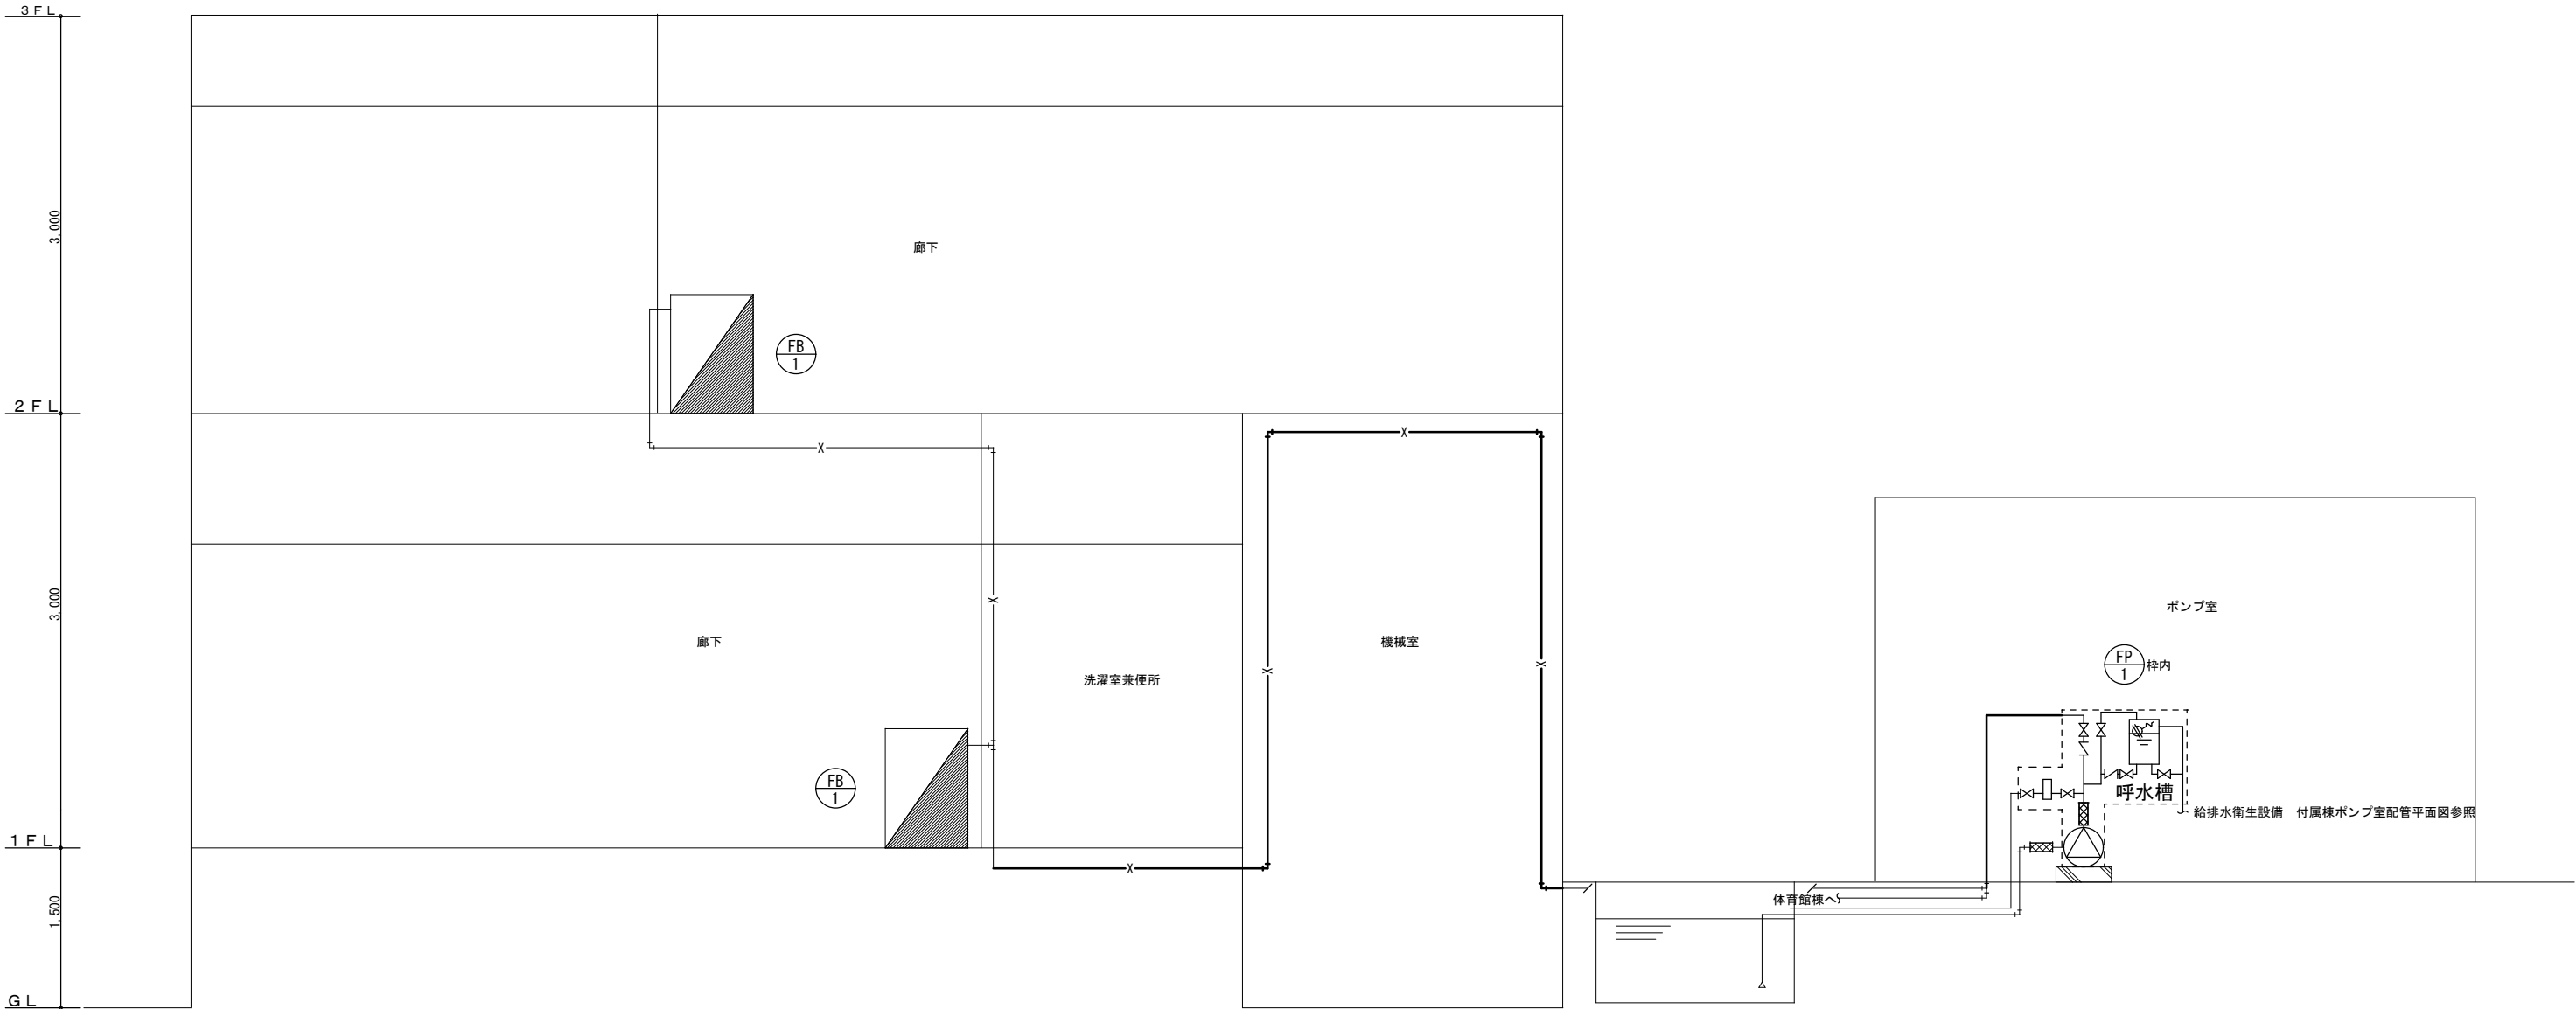 3FL
3,000
廊下
FB
1
2FL
X
X
3,000
X
廊下
機械室
ポンプ室
X
X
FP
1
枠内
洗濯室兼便所
FB
1
呼水槽
給排水衛生設備 付属棟ポンプ室配管平面図参照
1FL
X
1,500
体育館棟へ
GL